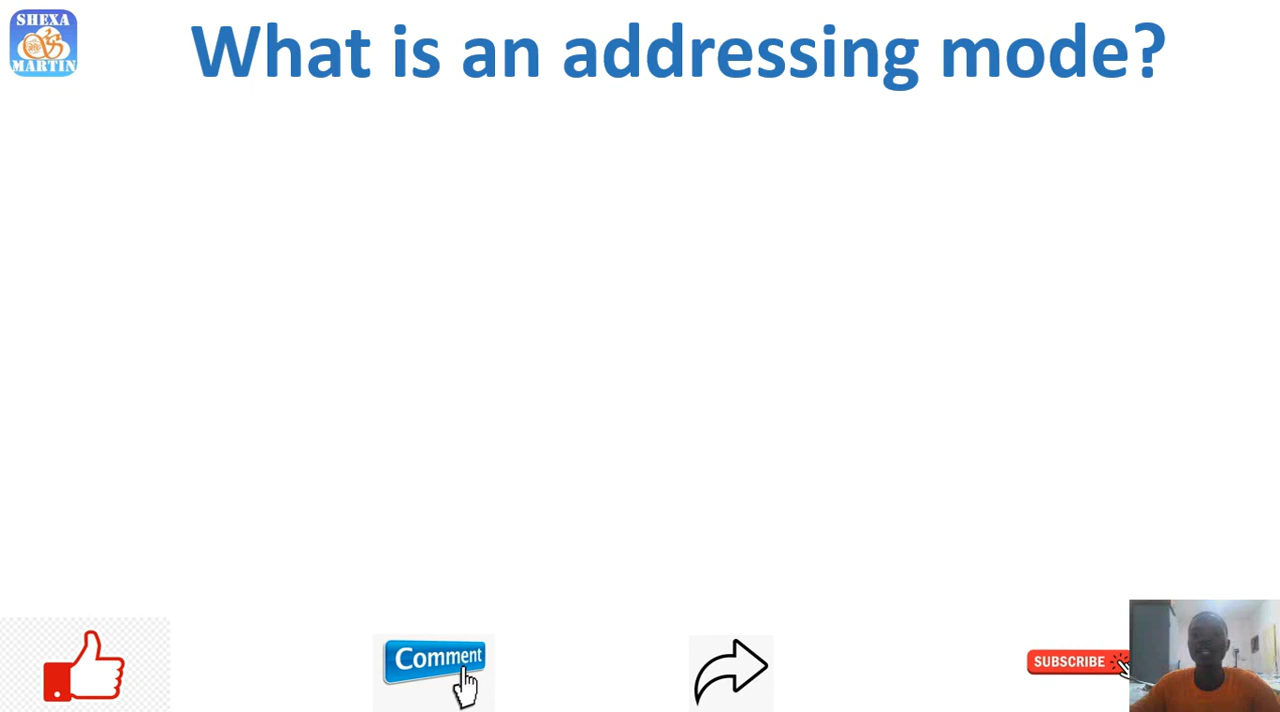 SHEXA
MARTIN
What is an addressing mode?
Comment
SUBSCRIBE